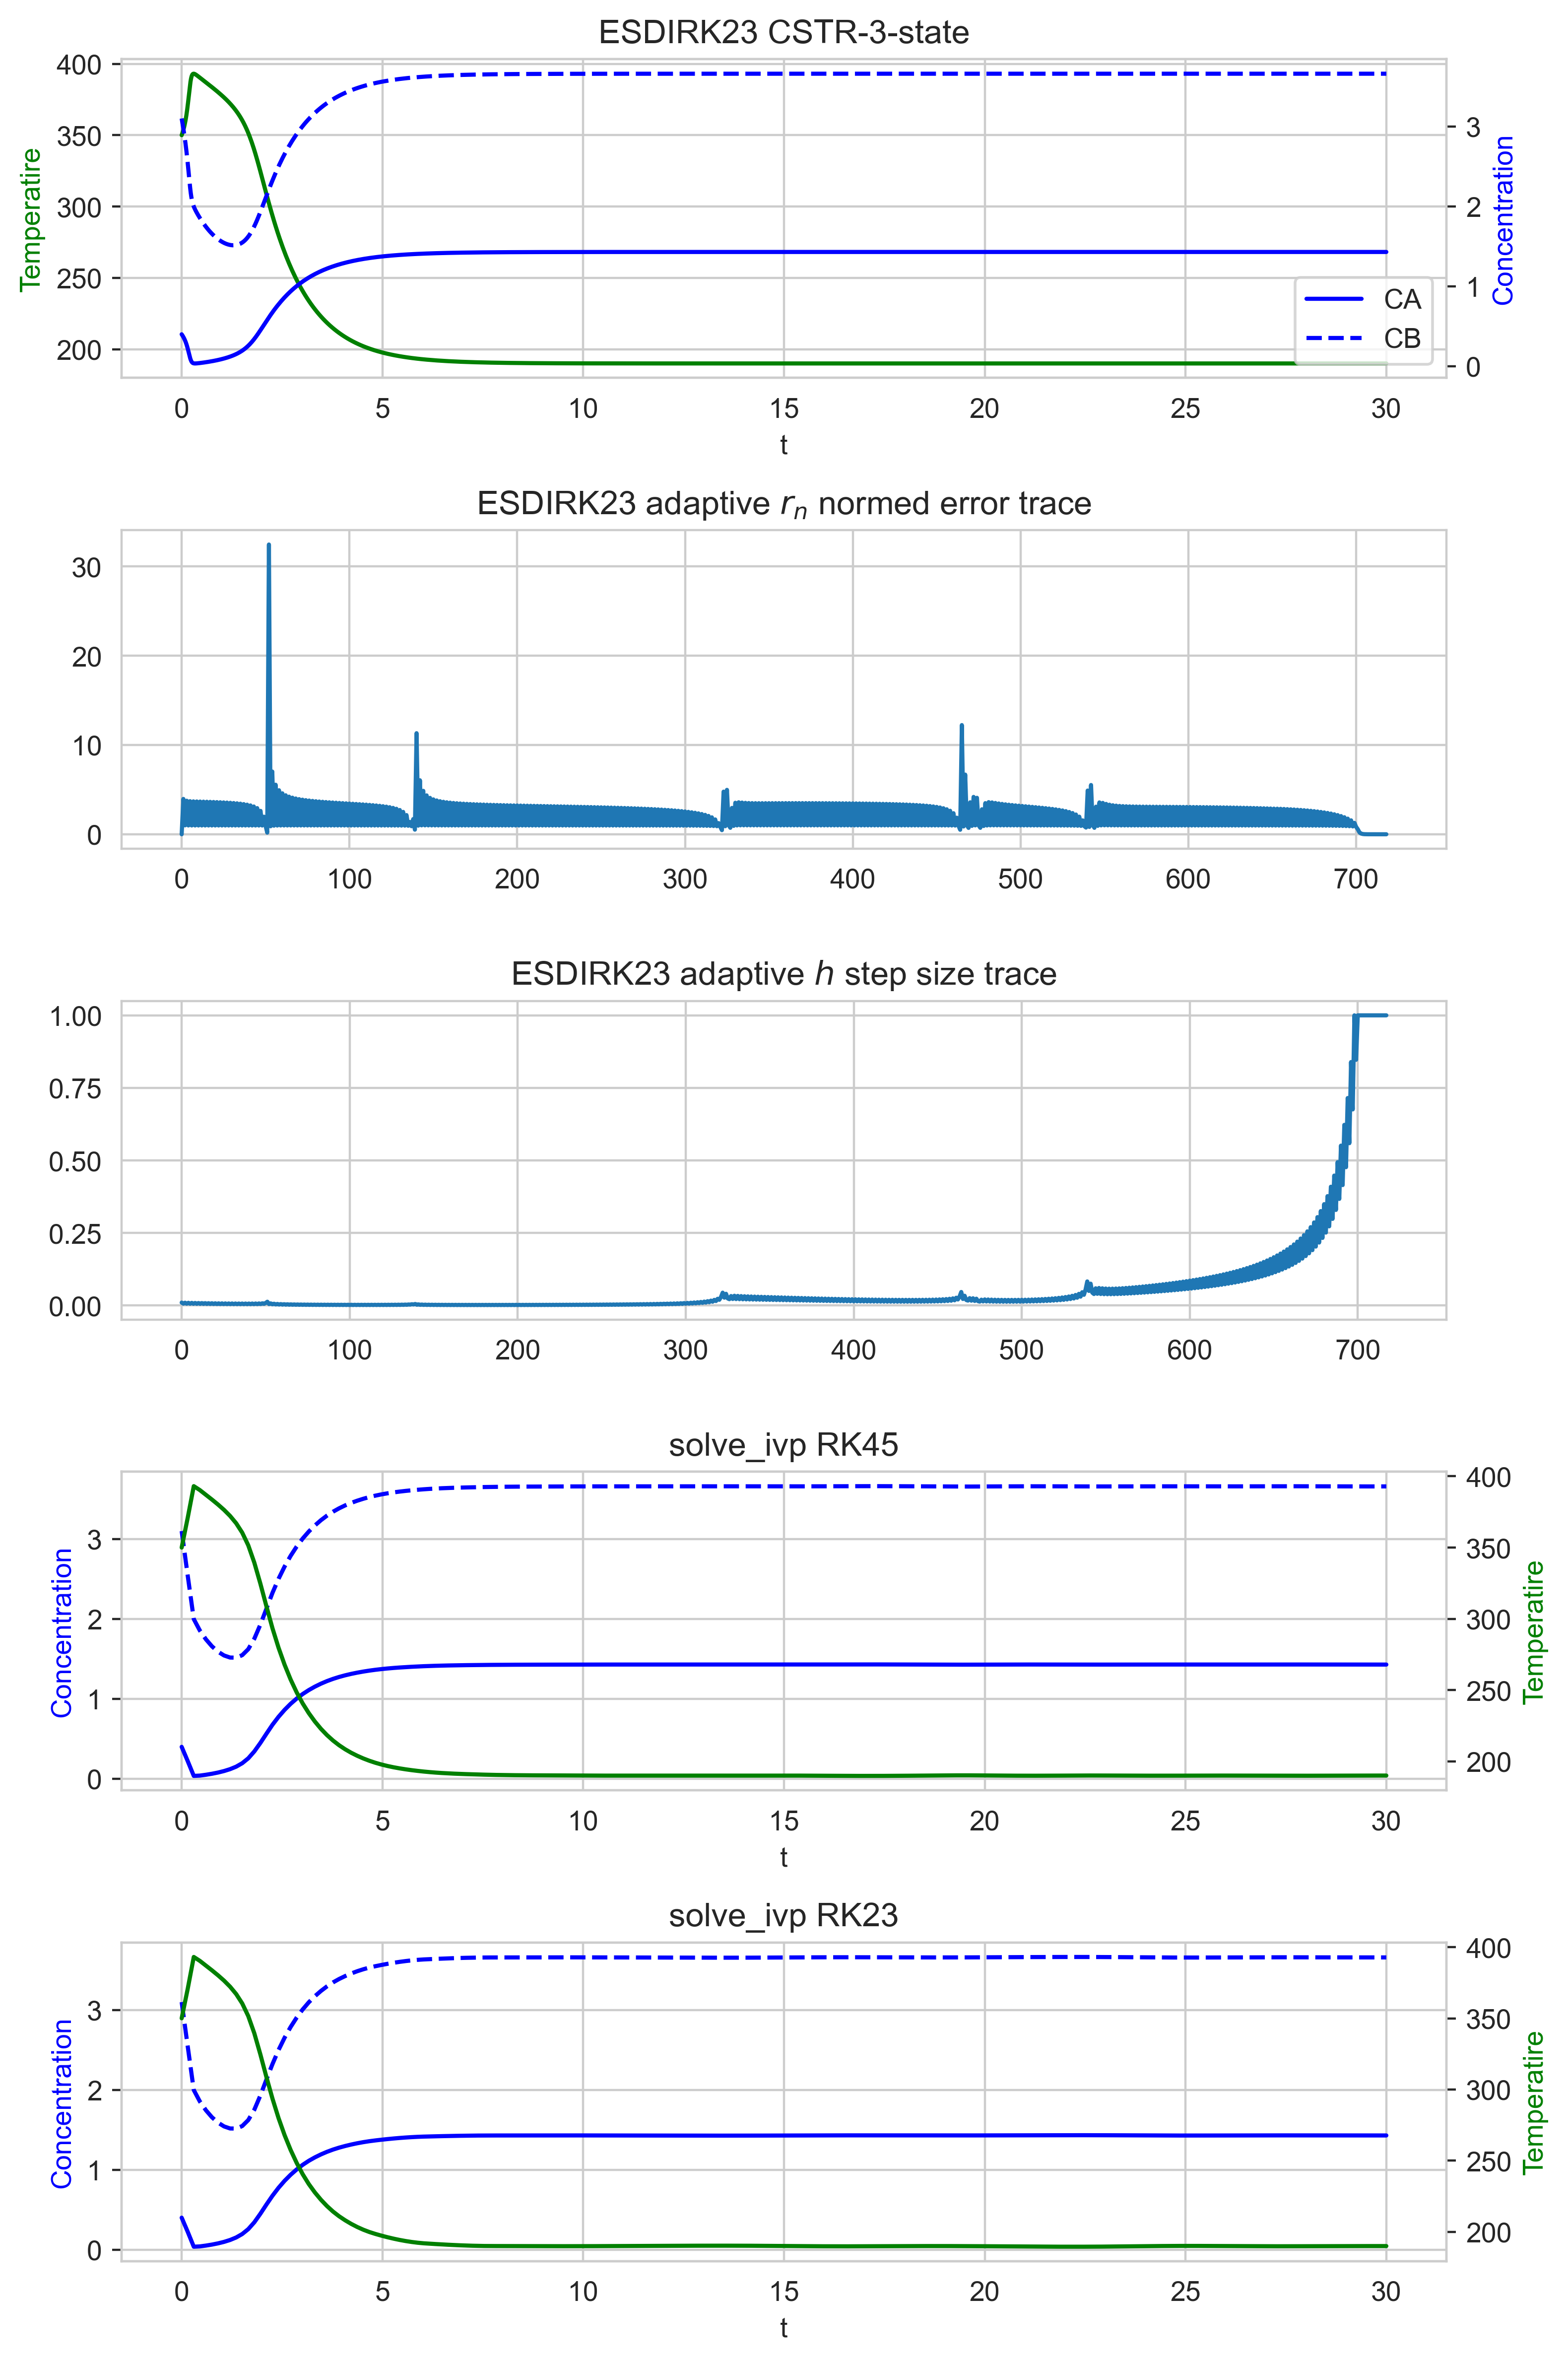 ESDIRK23 CSTR-3-state
400
350
300
250
200
Temperatire
3
2
1
0
Concentration
CA
CB
0 5 10 15 20 25 30
t
ESDIRK23 adaptive rn normed error trace
30
20
10
0
0 100 200 300 400 500 600 700
ESDIRK23 adaptive h step size trace
1.00
0.75
0.50
0.25
0.00
0 100 200 300 400 500 600 700
solve_ivp RK45
3
2
1
0
Concentration
400
350
300
250
200
Temperatire
0 5 10 15 20 25 30
t
solve_ivp RK23
3
2
1
0
Concentration
400
350
300
250
200
Temperatire
0 5 10 15 20 25 30
t